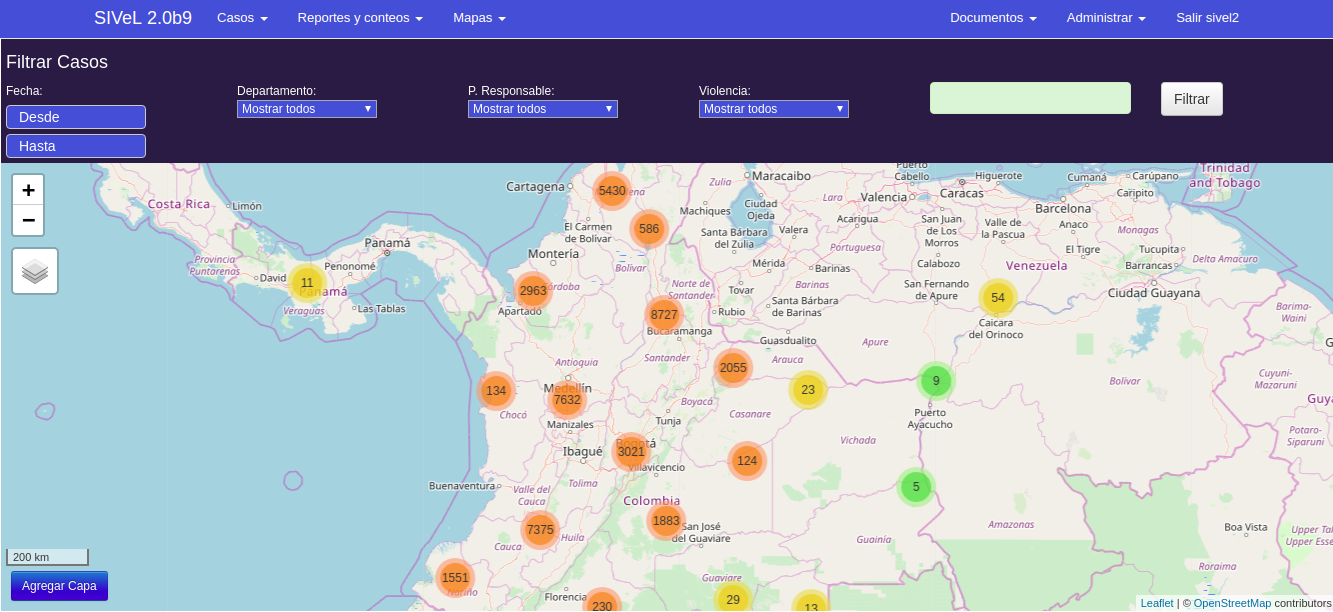 SIVeL 2.0b9 Casos Reportes y conteos Mapas Documentos Administrar Salir sivel2
Filtrar Casos
Fecha: Departamento: P. Responsable: Violencia:
Desde Mostrar todos Mostrar todos Mostrar todos Filtrar
Hasta
+
−
Costa Rica
Limón
Provincia
Puntarenas
David
Penonomé
Panamá
11
Panamá
Veraguas
Las Tablas
Cartagena
5430
El Carmen
de Bolívar
586
Montería
Bolívar
2963
Córdoba
Apartadó
8727
Bucaramanga
Norte de
Santander
Zulia
Maracaibo
Machiques
Ciudad
Ojeda
Santa Bárbara
del Zulia
Mérida
Tovar
Rubio
Lara
Acarigua
Valera
Portuguesa
Barinas
Barinas
Santa Bárbara
de Barinas
Guasdualito
Arauca
Apure
Puerto
Cabello
Valencia
Higuerote
Caracas
San Juan
de Los
Morros
Valle de
la Pascua
Calabozo
San Fernando
de Apure
Venezuela
54
Caicara
del Orinoco
Cumaná
Carúpano
Caripito
Barcelona
Anaco
Monagas
El Tigre
Tucupita
Barrancas
Delta Amacuro
Ciudad Guayana
Trinidad
and Tobago
Barima-
Waini
Cuyuni-
Mazaruni
Potaro-
Siparuni
Bolívar
Antioquia
Santander
2055
23
9
Puerto
Ayacucho
134
Chocó
Medellín
7632
Manizales
Boyacá
Tunja
Casanare
Vichada
Ibagué
Bogotá
3021
Villavicencio
124
5
Buenaventura
Valle del
Cauca
Tolima
Colombia
1883
San José
del Guaviare
7375
Huila
Cauca
Guainía
Amazonas
Boa Vista
Roraima
1551
Nariño
Florencia
230
Guaviare
29
13
200 km
Agregar Capa
Leaflet | © OpenStreetMap contributors